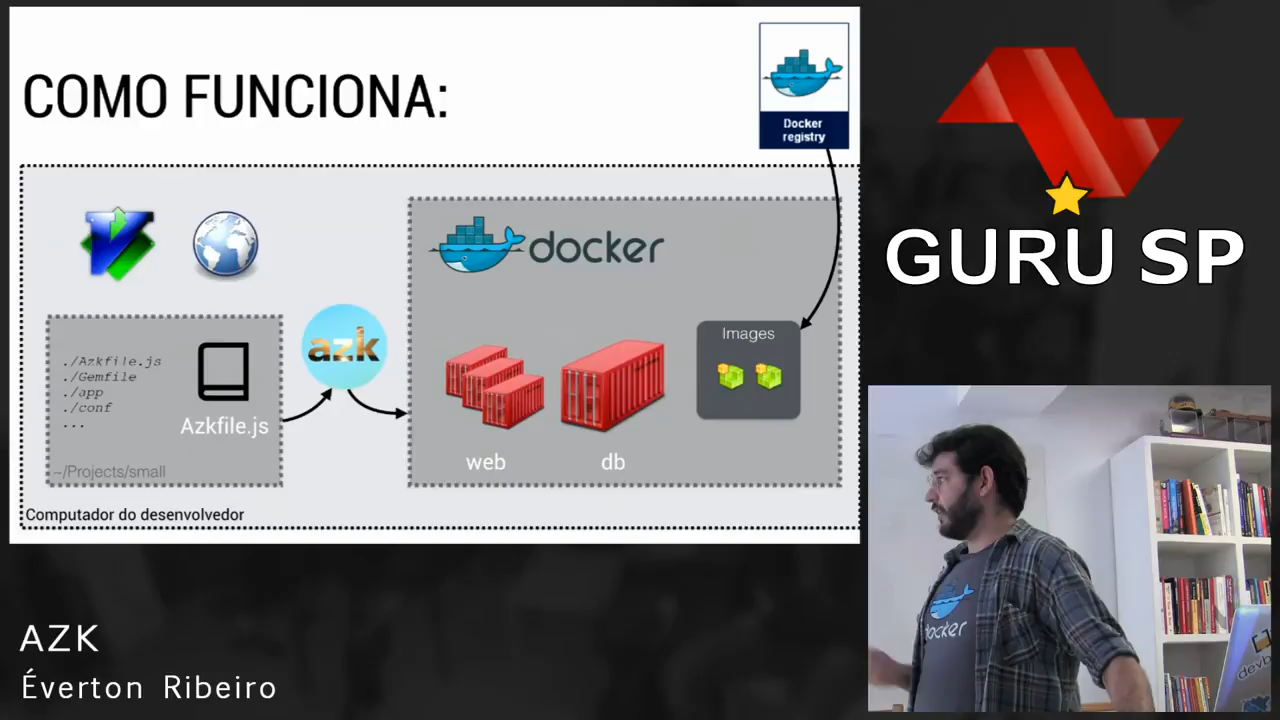 COMO FUNCIONA:
Docker
registry
docker
azk
./Azkfile.js
./Gemfile
./app
./conf
...
Azkfile.js
~/Projects/small
Images
web
db
Computador do desenvolvedor
GURU SP
docker
AZK
Éverton Ribeiro